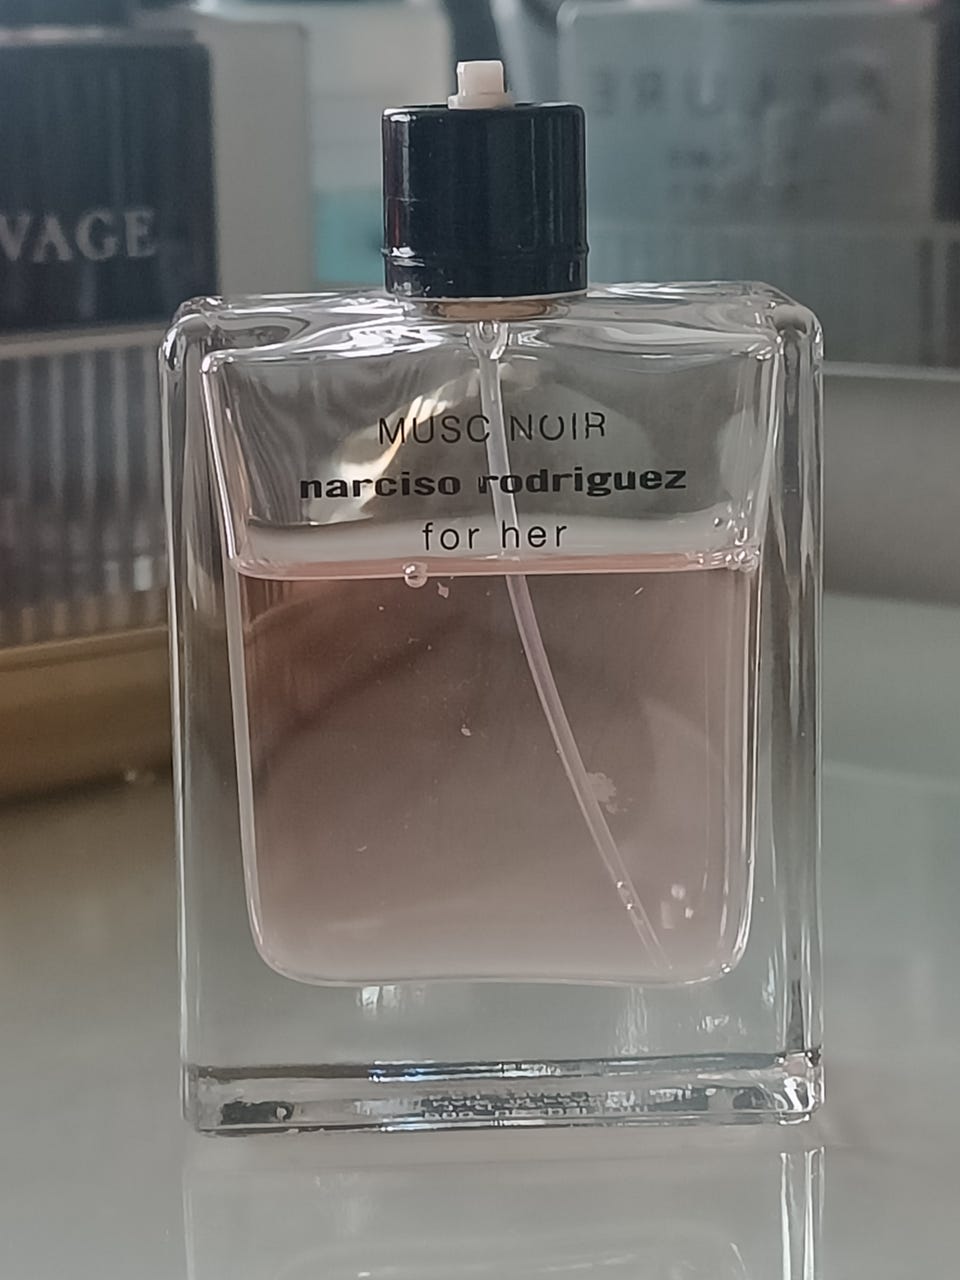 VAGE
MUSC NOIR
narciso rodriguez
for her